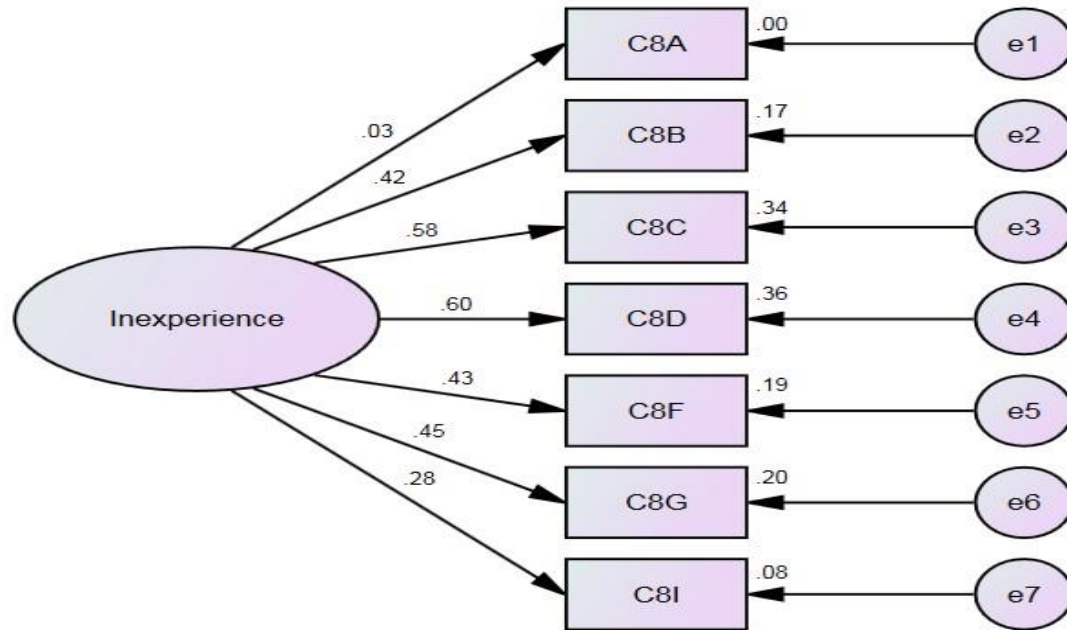 .00
C8A
e1
.03
.17
C8B
e2
.42
.34
C8C
e3
.58
Inexperience
.60
.36
C8D
e4
.43
.19
C8F
e5
.45
.20
C8G
e6
.28
.08
C8I
e7